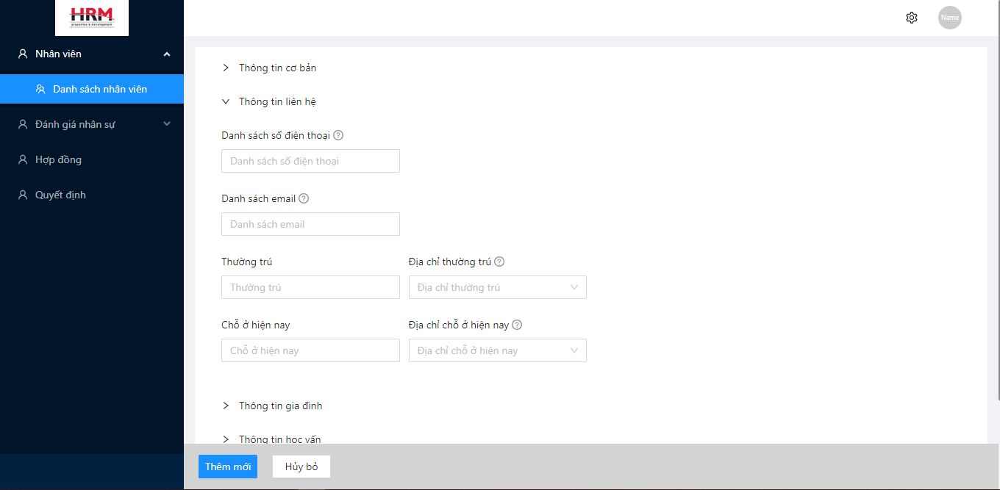 HRM
properties & development
Name
Nhân viên
Danh sách nhân viên
Đánh giá nhân sự
Hợp đồng
Quyết định
Thông tin cơ bản
Thông tin liên hệ
Danh sách số điện thoại
Danh sách số điện thoại
Danh sách email
Danh sách email
Thường trú Địa chỉ thường trú
Thường trú Địa chỉ thường trú
Chỗ ở hiện nay Địa chỉ chỗ ở hiện nay
Chỗ ở hiện nay Địa chỉ chỗ ở hiện nay
Thông tin gia đình
Thông tin học vấn
Thêm mới Hủy bỏ